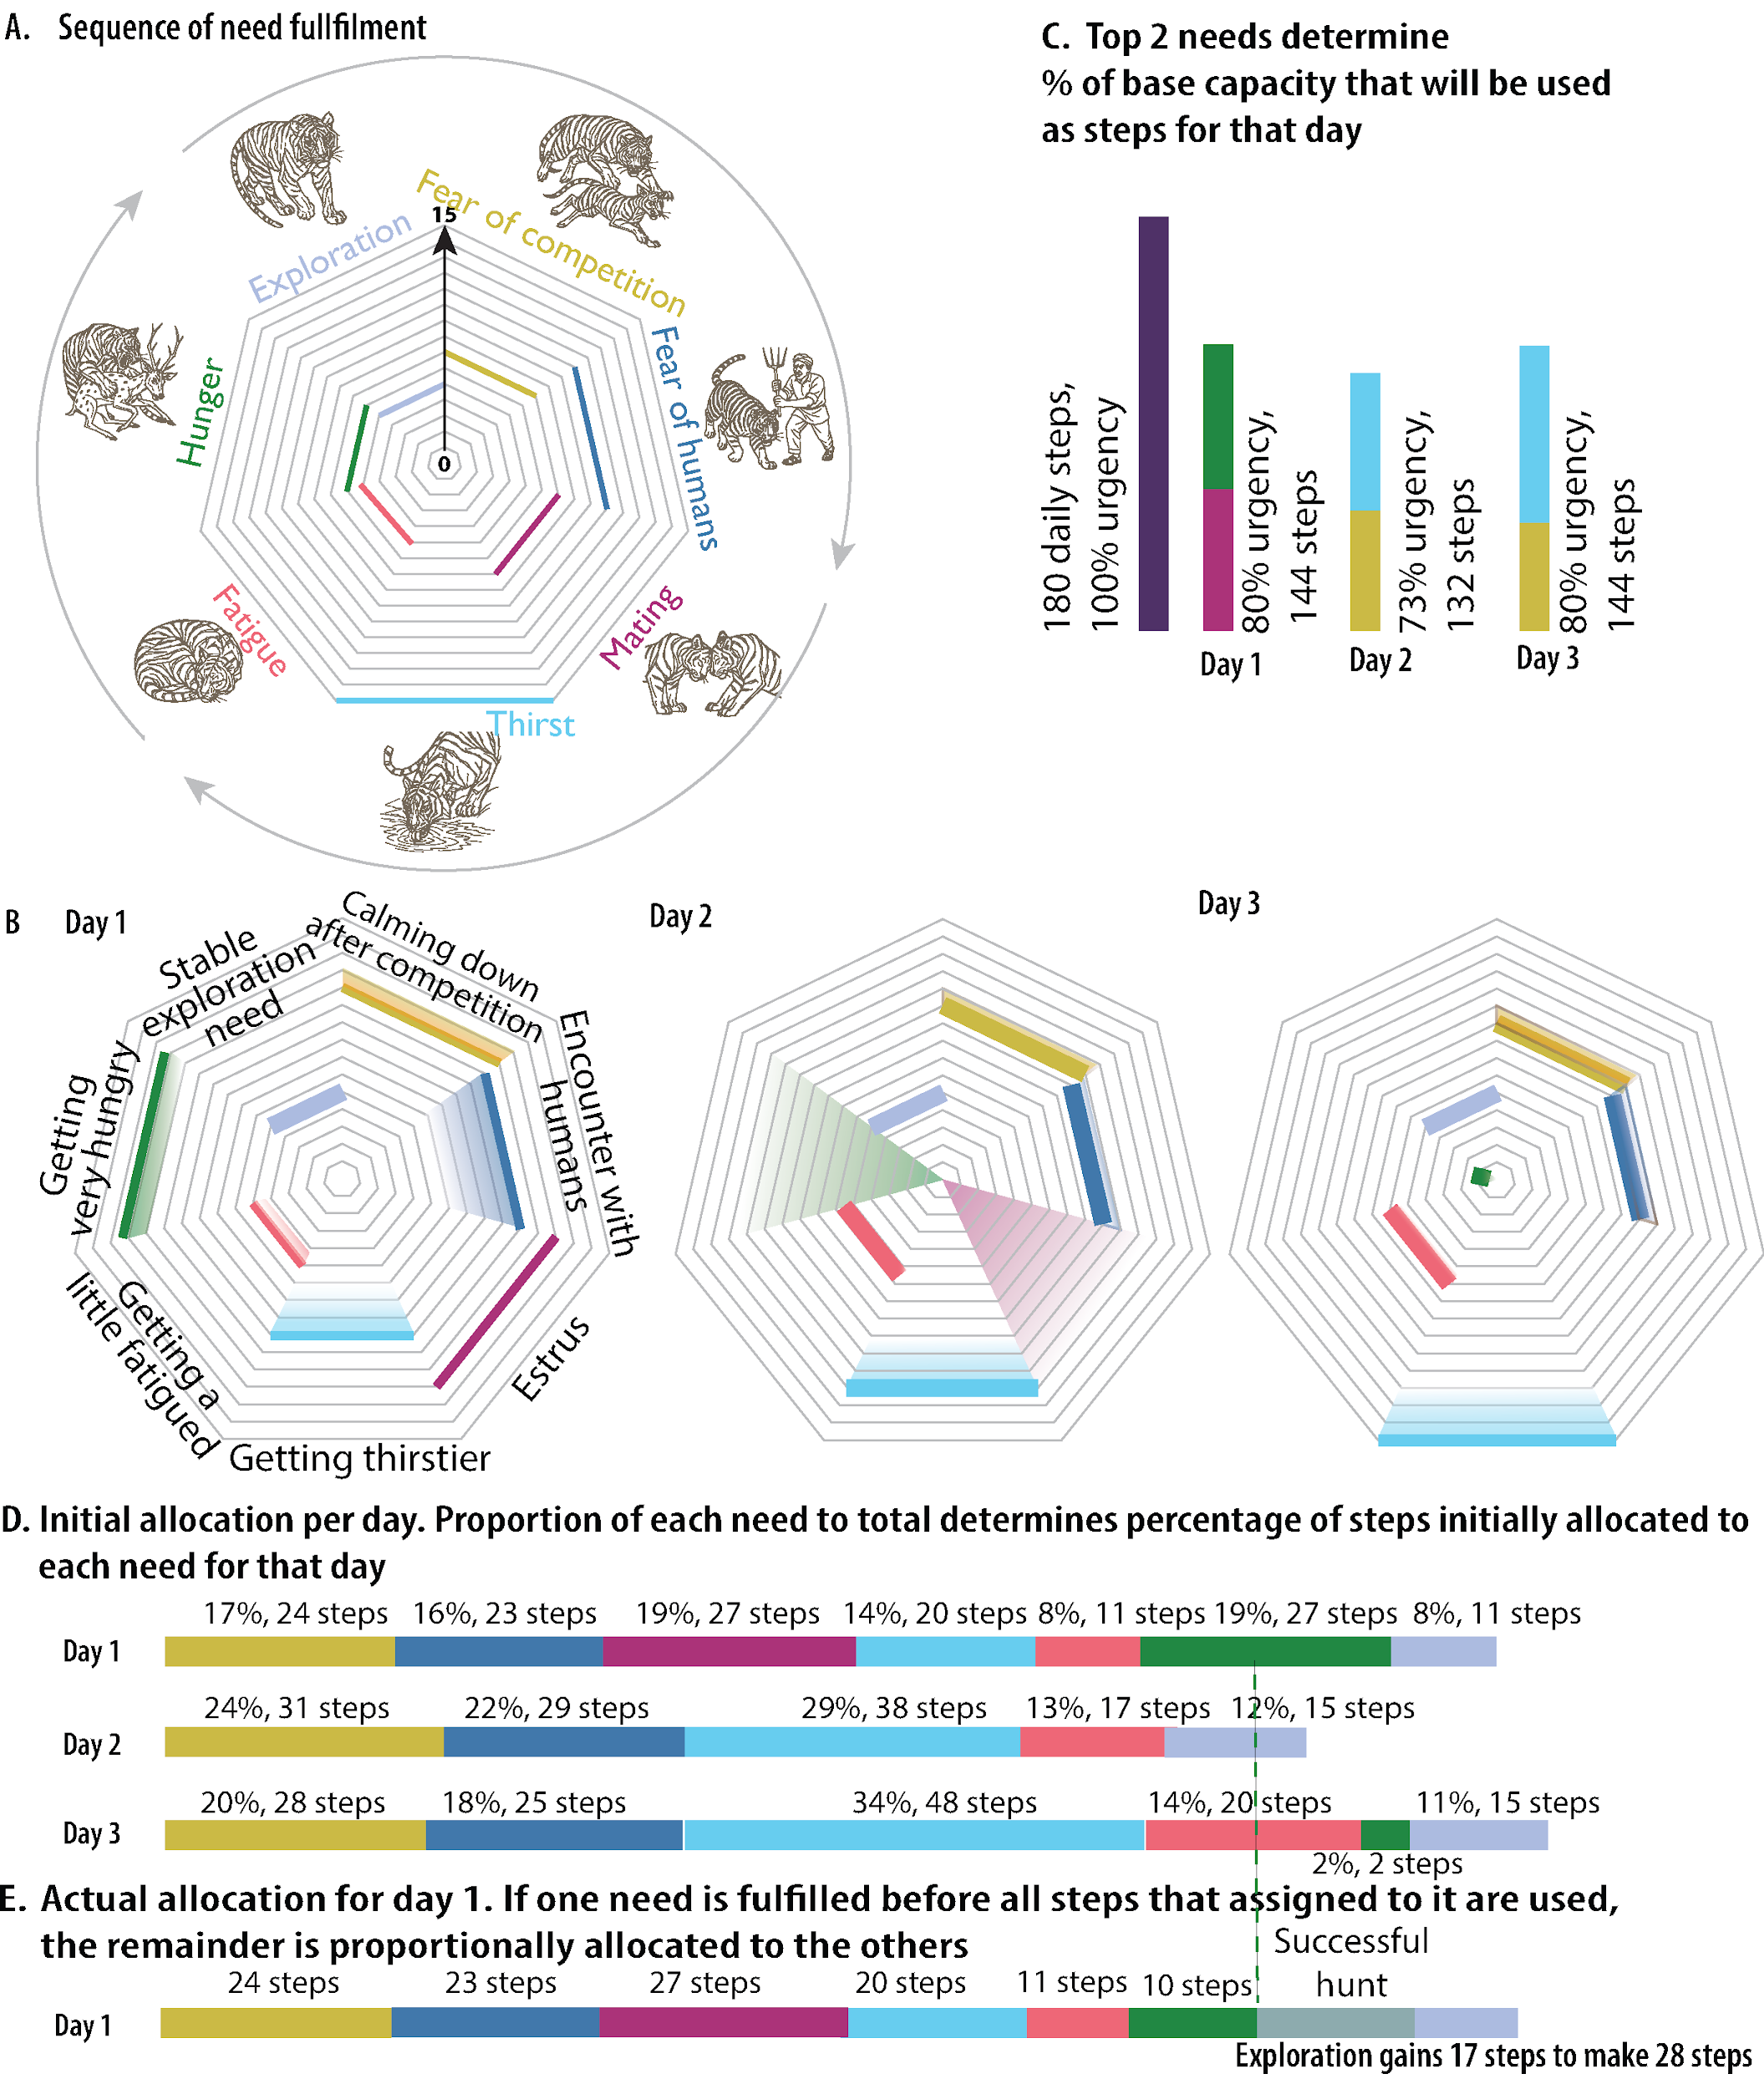 A. Sequence of need fullfilment
Exploration
15
Fear of competition
Fear of humans
Hunger
0
Fatigue
Mating
Thirst
C. Top 2 needs determine
% of base capacity that will be used
as steps for that day
180 daily steps,
100% urgency
80% urgency,
144 steps
73% urgency,
132 steps
80% urgency,
144 steps
Day 1
Day 2
Day 3
B Day 1
Stable
exploration
need
Calming down
after competition
Encounter with
humans
Getting
very hungry
Getting a
little fatigued
Getting thirstier
Estrus
Day 2
Day 3
D. Initial allocation per day. Proportion of each need to total determines percentage of steps initially allocated to
each need for that day
17%, 24 steps 16%, 23 steps 19%, 27 steps 14%, 20 steps 8%, 11 steps 19%, 27 steps 8%, 11 steps
Day 1
24%, 31 steps 22%, 29 steps 29%, 38 steps 13%, 17 steps 12%, 15 steps
Day 2
20%, 28 steps 18%, 25 steps 34%, 48 steps 14%, 20 steps 11%, 15 steps
Day 3
2%, 2 steps
E. Actual allocation for day 1. If one need is fulfilled before all steps that assigned to it are used,
the remainder is proportionally allocated to the others
Successful
hunt
24 steps 23 steps 27 steps 20 steps 11 steps 10 steps
Day 1
Exploration gains 17 steps to make 28 steps